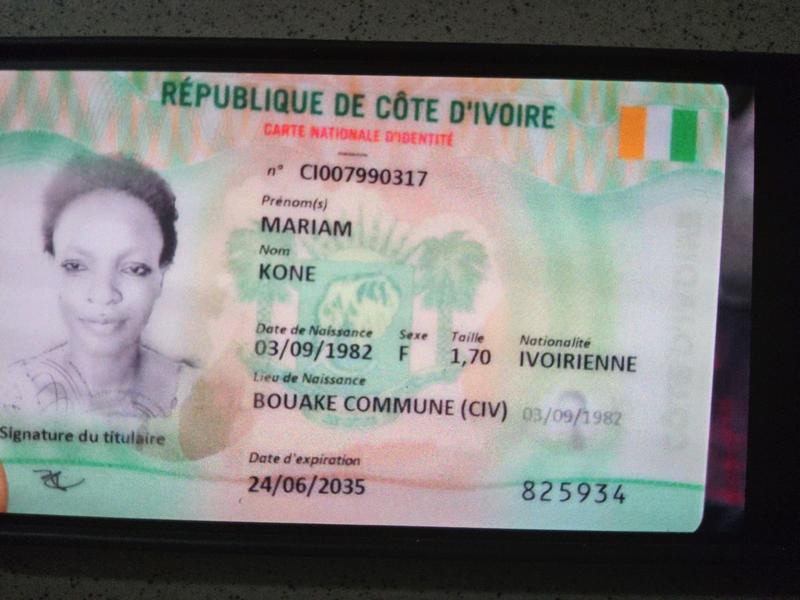 RÉPUBLIQUE DE CÔTE D'IVOIRE
CARTE NATIONALE D'IDENTITÉ
n° CI007990317
Prénom(s)
MARIAM
Nom
KONE
Date de Naissance Sexe Taille Nationalité
03/09/1982 F 1,70 IVOIRIENNE
Lieu de Naissance
BOUAKE COMMUNE (CIV) 03/09/1982
Signature du titulaire
Date d'expiration
24/06/2035 825934